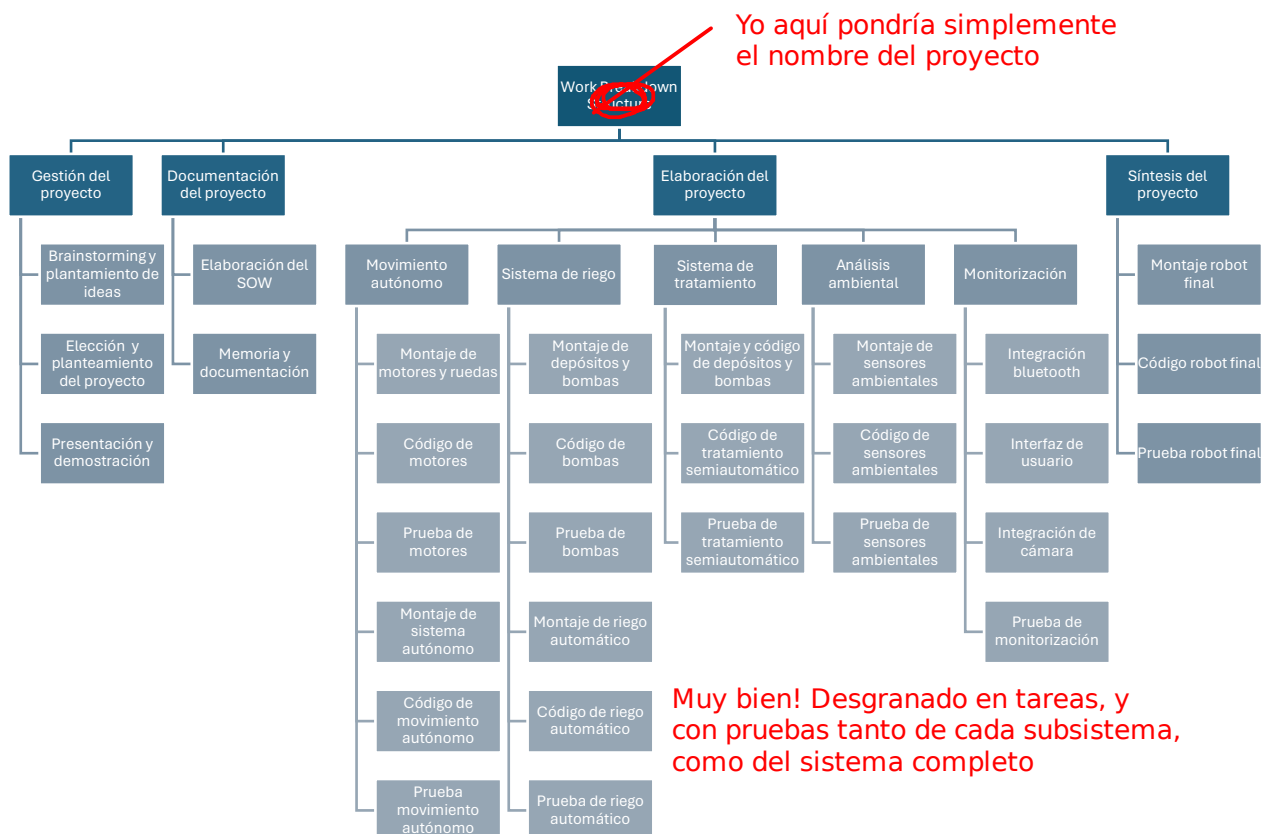 Yo aquí pondría simplemente
el nombre del proyecto
Work Breakdown
Structure
Gestión del
proyecto
Documentación
del proyecto
Elaboración del
proyecto
Síntesis del
proyecto
Brainstorming y
plantamiento de
ideas
Elección y
planteamiento
del proyecto
Presentación y
demostración
Elaboración del
SOW
Memoria y
documentación
Movimiento
autónomo
Montaje de
motores y ruedas
Código de
motores
Prueba de
motores
Montaje de
sistema
autónomo
Código de
movimiento
autónomo
Prueba
movimiento
autónomo
Sistema de riego
Montaje de
depósitos y
bombas
Código de
bombas
Prueba de
bombas
Montaje de riego
automático
Código de riego
automático
Prueba de riego
automático
Sistema de
tratamiento
Montaje y código
de depósitos y
bombas
Código de
tratamiento
semiautomático
Prueba de
tratamiento
semiautomático
Análisis
ambiental
Montaje de
sensores
ambientales
Código de
sensores
ambientales
Prueba de
sensores
ambientales
Monitorización
Integración
bluetooth
Interfaz de
usuario
Integración de
cámara
Prueba de
monitorización
Montaje robot
final
Código robot final
Prueba robot final
Muy bien! Desgranado en tareas, y
con pruebas tanto de cada subsistema,
como del sistema completo